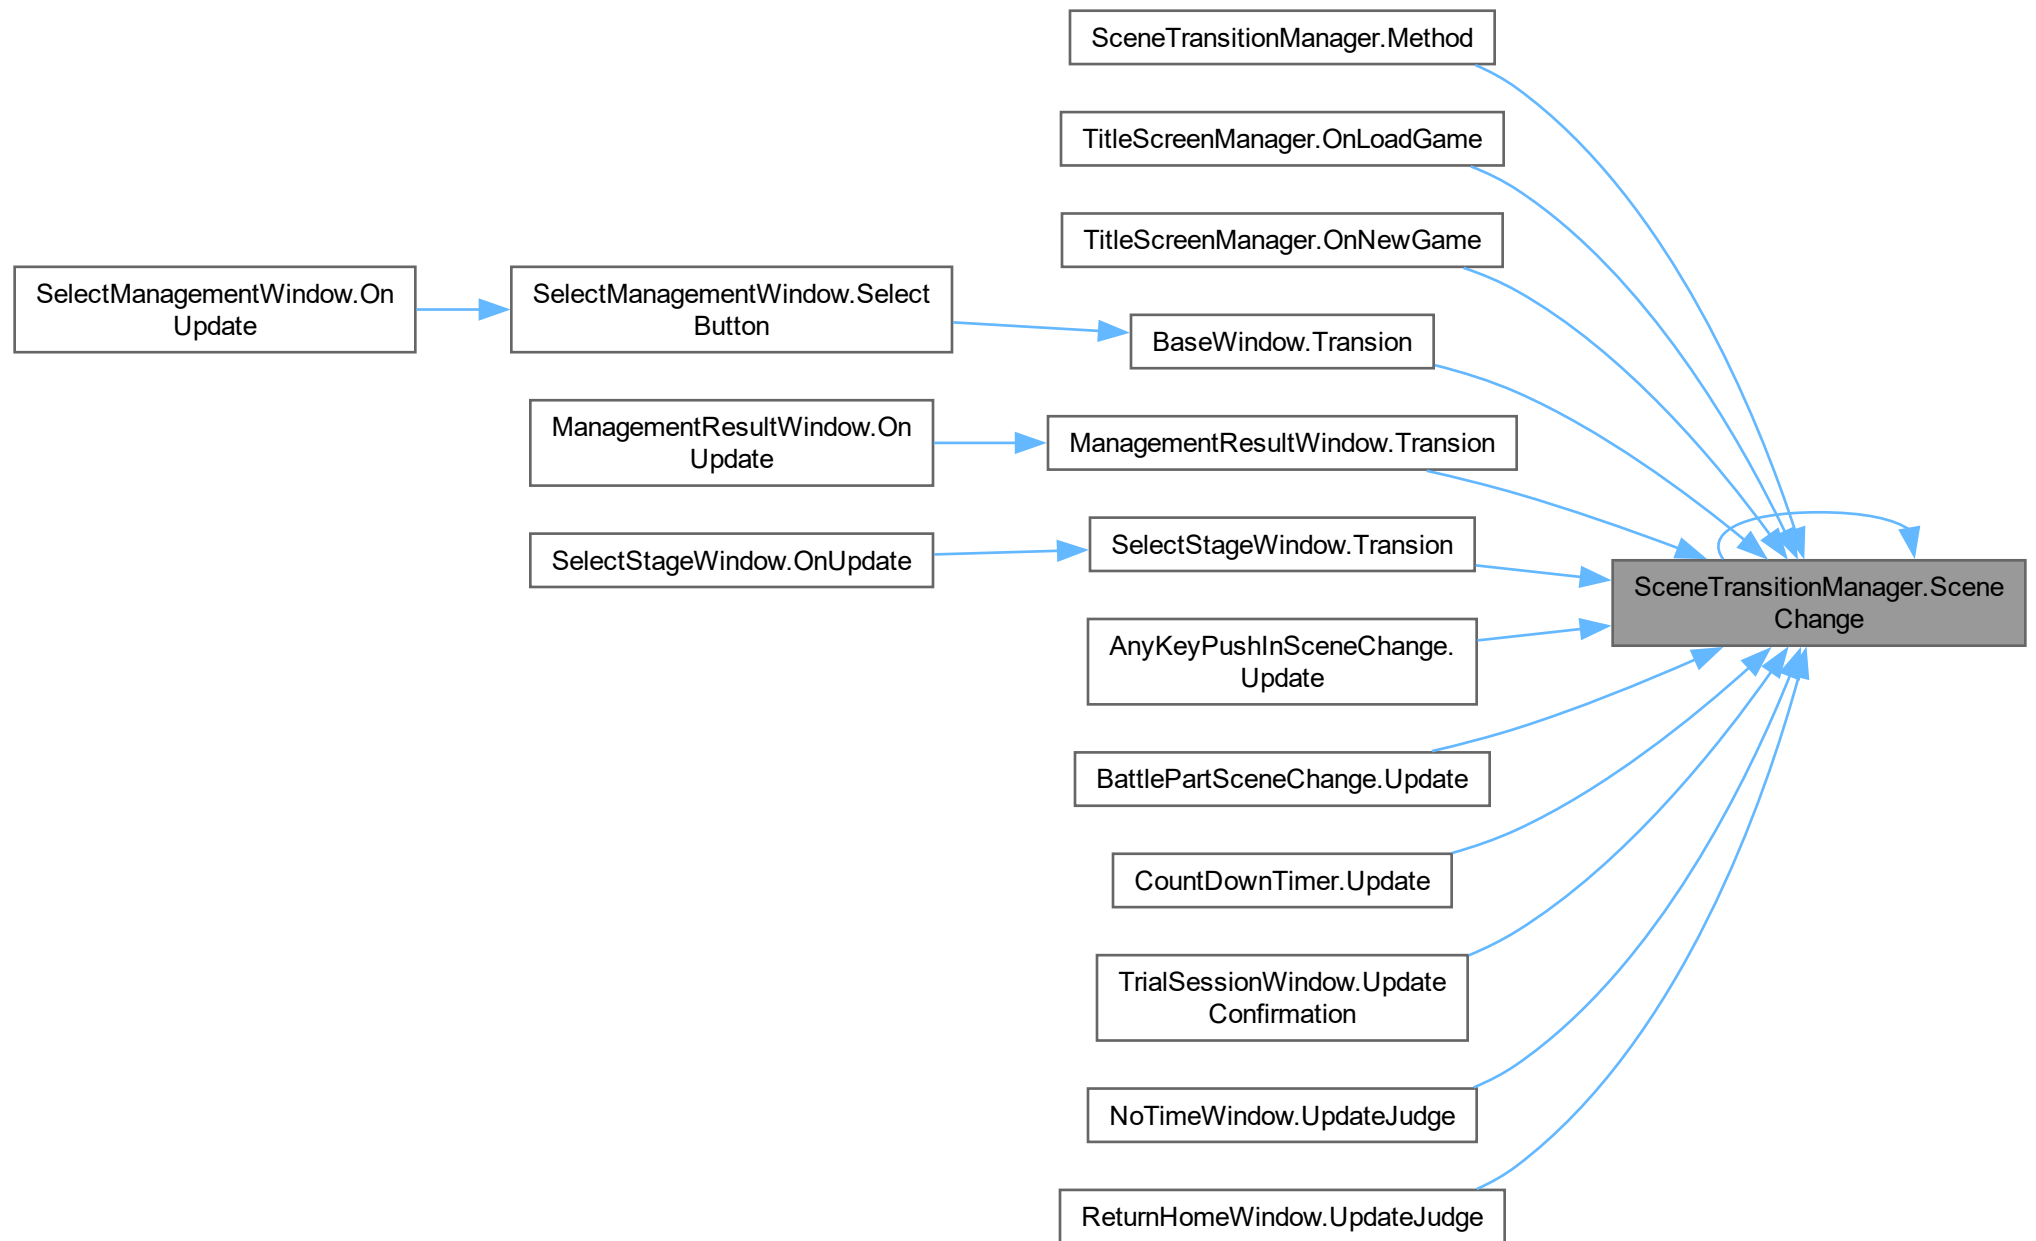 SceneTransitionManager.Method
TitleScreenManager.OnLoadGame
TitleScreenManager.OnNewGame
SelectManagementWindow.On
Update
SelectManagementWindow.Select
Button
BaseWindow.Transion
ManagementResultWindow.On
Update
ManagementResultWindow.Transion
SelectStageWindow.OnUpdate
SelectStageWindow.Transion
SceneTransitionManager.Scene
Change
AnyKeyPushInSceneChange.
Update
BattlePartSceneChange.Update
CountDownTimer.Update
TrialSessionWindow.Update
Confirmation
NoTimeWindow.UpdateJudge
ReturnHomeWindow.UpdateJudge